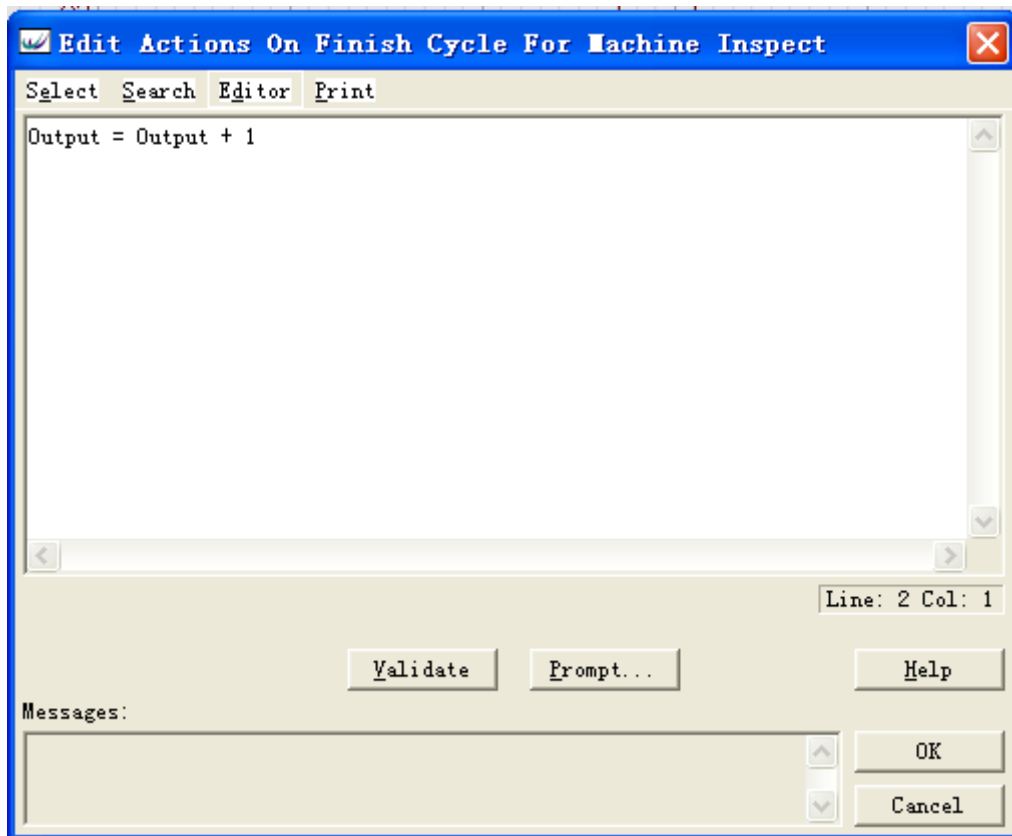 Edit Actions On Finish Cycle For Machine Inspect
Select Search Editor Print
Output = Output + 1
Line: 2 Col: 1
Validate Prompt... Help
Messages:
OK
Cancel